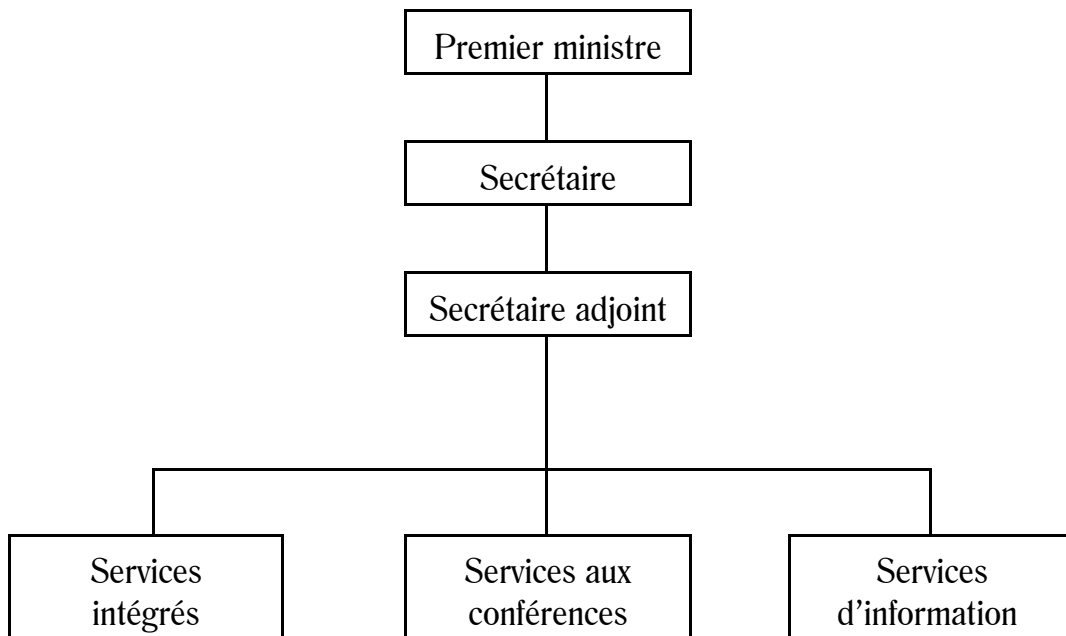 Premier ministre
Secrétaire
Secrétaire adjoint
Services
intégrés
Services aux
conférences
Services
d’information